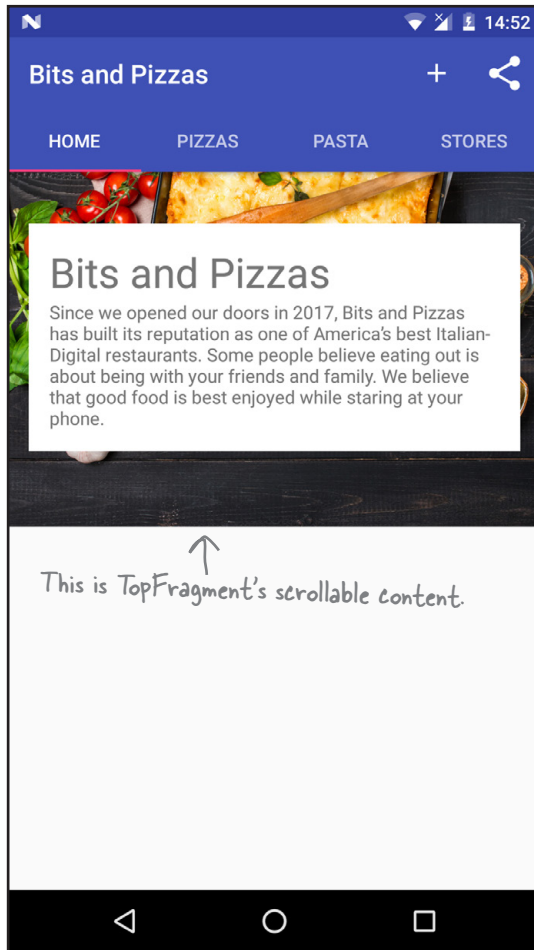 14:52
Bits and Pizzas
HOME PIZZAS PASTA STORES
Bits and Pizzas
Since we opened our doors in 2017, Bits and Pizzas
has built its reputation as one of America's best Italian-
Digital restaurants. Some people believe eating out is
about being with your friends and family. We believe
that good food is best enjoyed while staring at your
phone.
This is TopFragment's scrollable content.